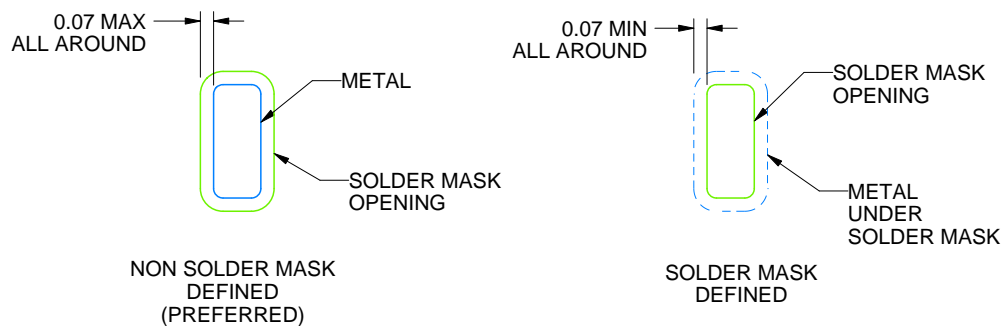 0.07 MAX
ALL AROUND
METAL
SOLDER MASK
OPENING
NON SOLDER MASK
DEFINED
(PREFERRED)
0.07 MIN
ALL AROUND
SOLDER MASK
OPENING
METAL
UNDER
SOLDER MASK
SOLDER MASK
DEFINED